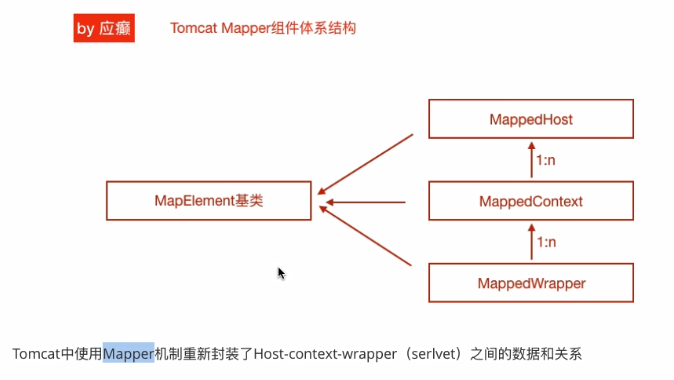 by 应癫
Tomcat Mapper组件体系结构
MappedHost
1:n
MapElement基类
MappedContext
1:n
MappedWrapper
Tomcat中使用Mapper机制重新封装了Host-context-wrapper（serlvet）之间的数据和关系